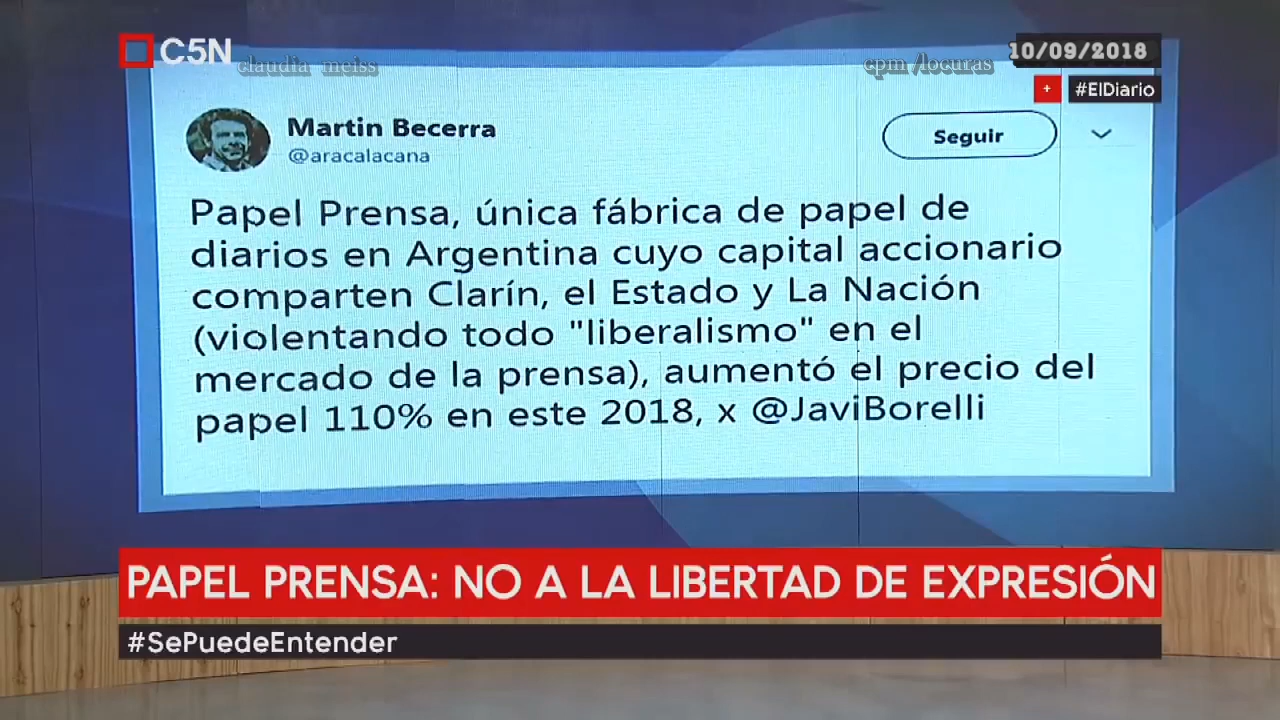 C5N
claudia meiss
cpm /locuras
10/09/2018
+
#ElDiario
Martin Becerra
@aracalacana
Seguir
Papel Prensa, única fábrica de papel de
diarios en Argentina cuyo capital accionario
comparten Clarín, el Estado y La Nación
(violentando todo "liberalismo" en el
mercado de la prensa), aumentó el precio del
papel 110% en este 2018, x @JaviBorelli
PAPEL PRENSA: NO A LA LIBERTAD DE EXPRESIÓN
#SePuedeEntender